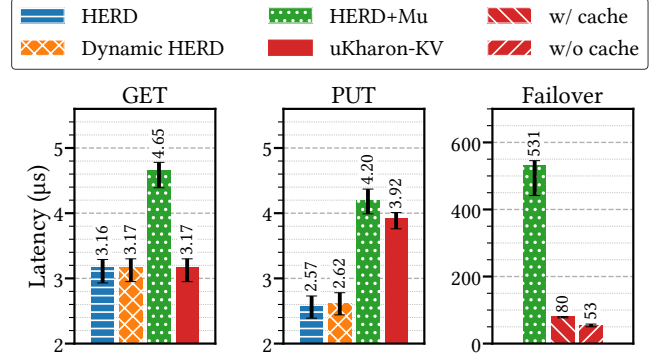 HERD
HERD+Mu
w/ cache
Dynamic HERD
uKharon-KV
w/o cache
GET
PUT
Failover
Latency (µs)
5
4
3
2
3.16
3.17
4.65
3.17
5
4
3
2
2.57
2.62
4.20
3.92
600
400
200
0
531
80
53